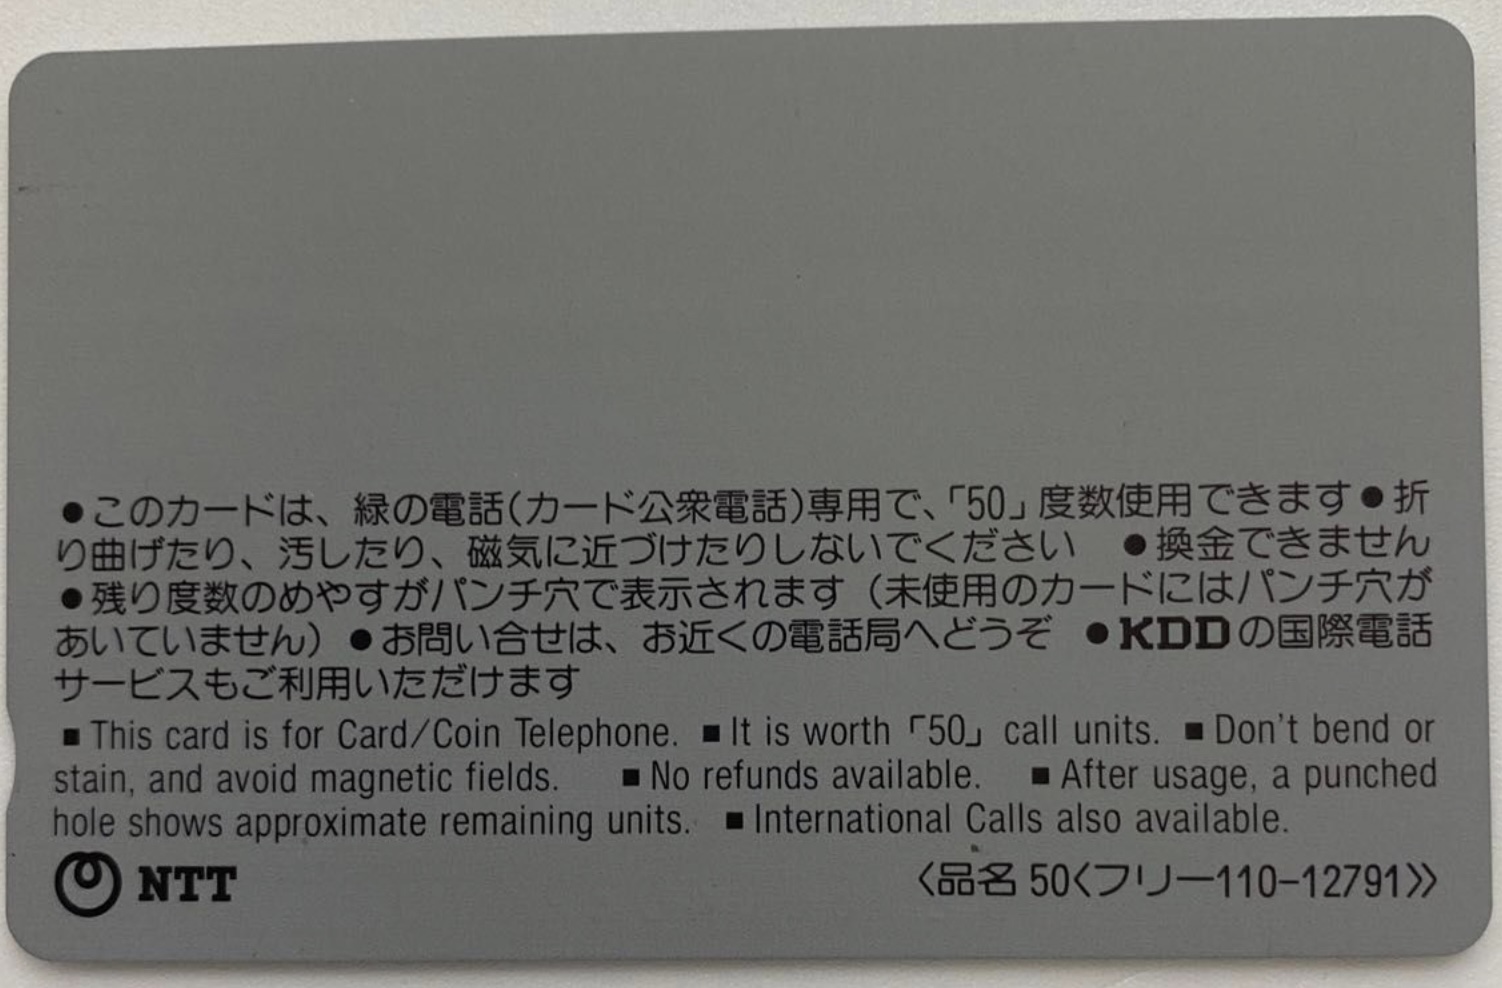 ●このカードは、緑の電話(カード公衆電話)専用で、「50」度数使用できます●折
り曲げたり、汚したり、磁気に近づけたりしないでください ●換金できません
●残り度数のめやすがパンチ穴で表示されます(未使用のカードにはパンチ穴が
あいていません)●お問い合せは、お近くの電話局へどうぞ ●KDDの国際電話
サービスもご利用いただけます
■This card is for Card/Coin Telephone. ■It is worth「50」call units. ■Don't bend or
stain, and avoid magnetic fields. ■No refunds available. ■After usage, a punched
hole shows approximate remaining units. ■International Calls also available.
NTT 〈品名 50〈フリー110-12791〉〉